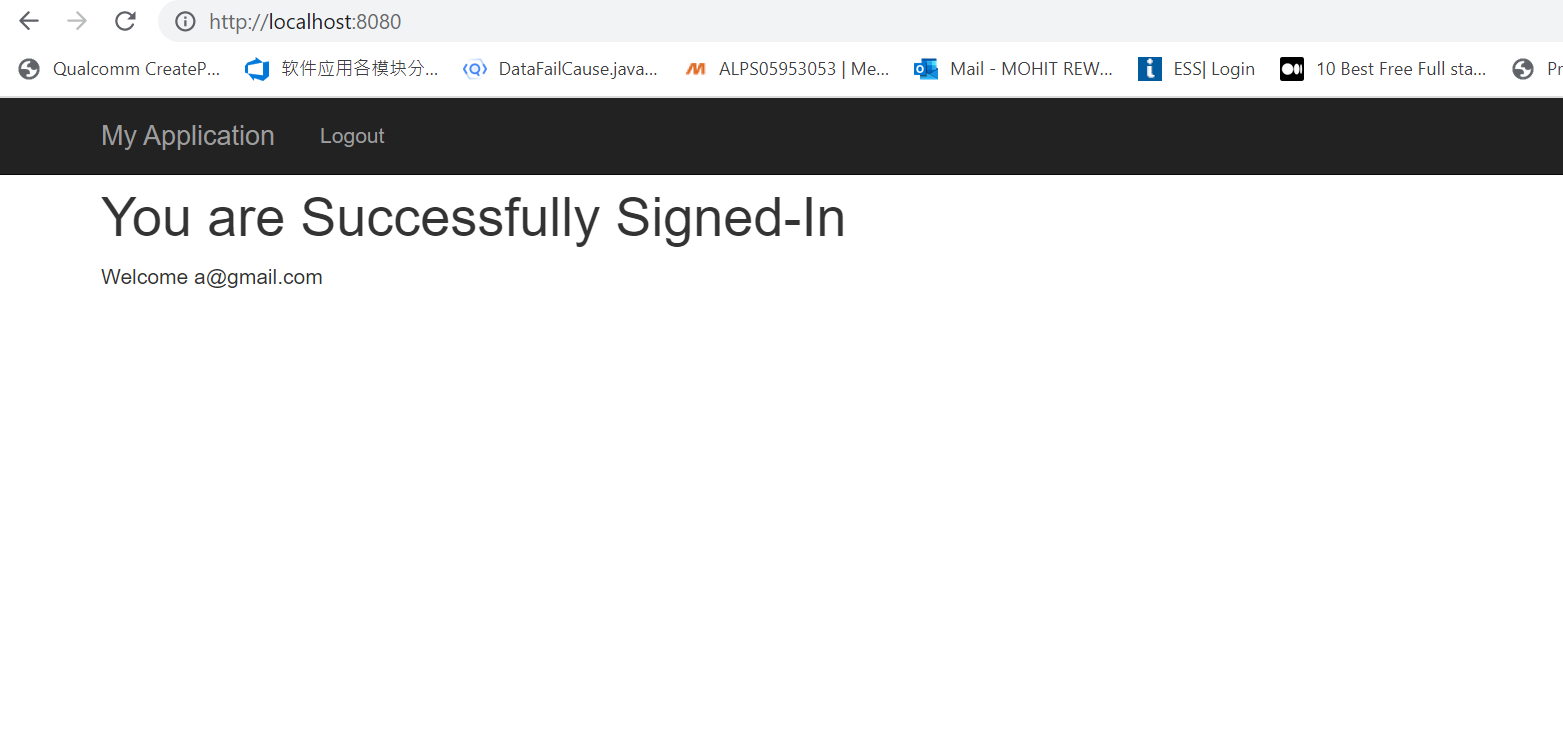 http://localhost:8080
Qualcomm CreateP... 软件应用各模块分... DataFailCause.java... ALPS05953053 | Me... Mail - MOHIT REW... ESS| Login 10 Best Free Full sta... Pr
My Application Logout
You are Successfully Signed-In
Welcome a@gmail.com